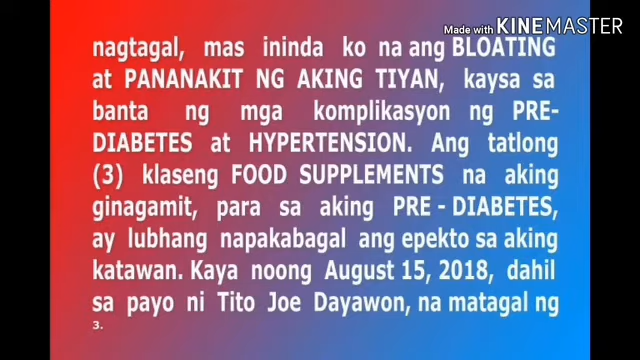 Made with KINEMASTER
nagtagal, mas ininda ko na ang BLOATING
at PANANAKIT NG AKING TIYAN, kaysa sa
banta ng mga komplikasyon ng PRE-
DIABETES at HYPERTENSION. Ang tatlong
(3) klaseng FOOD SUPPLEMENTS na aking
ginagamit, para sa aking PRE - DIABETES,
ay lubhang napakabagal ang epekto sa aking
katawan. Kaya noong August 15, 2018, dahil
sa payo ni Tito Joe Dayawon, na matagal ng
3.